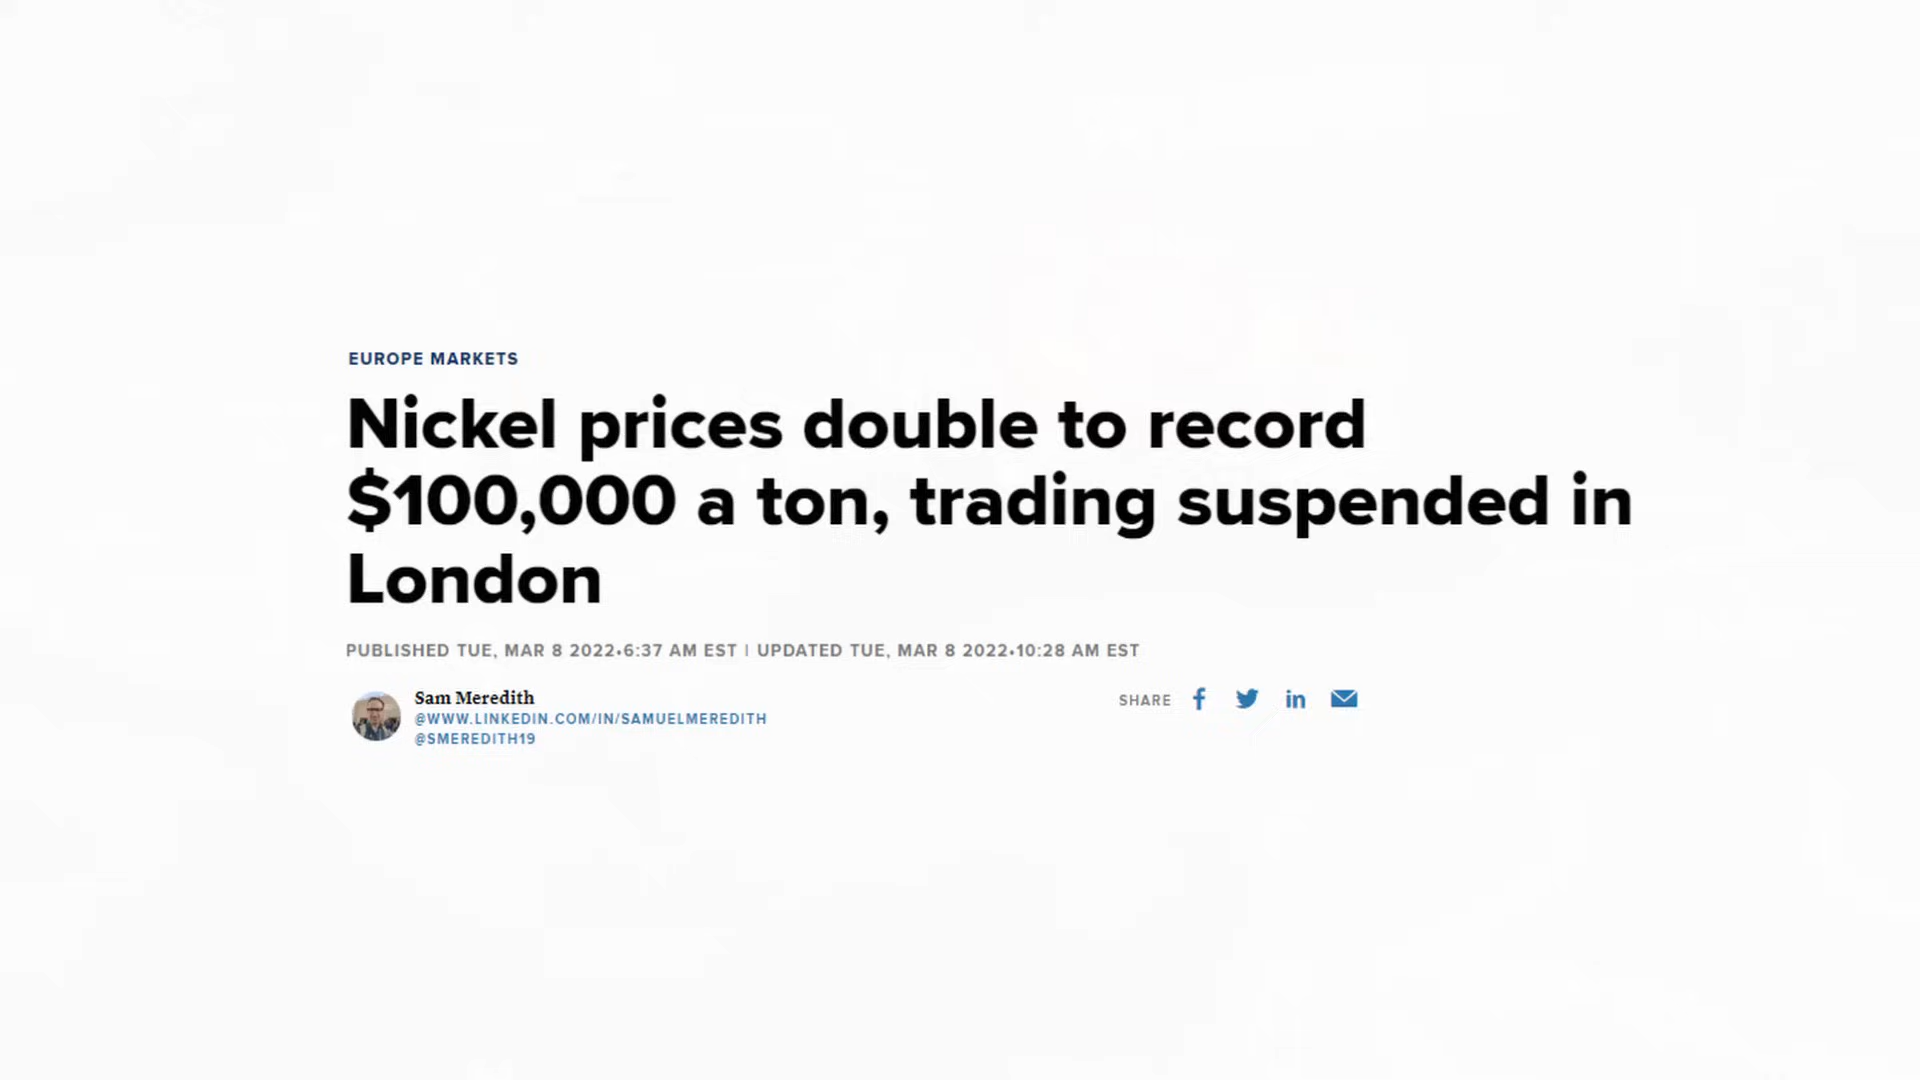 EUROPE MARKETS
Nickel prices double to record
$100,000 a ton, trading suspended in
London
PUBLISHED TUE, MAR 8 2022•6:37 AM EST | UPDATED TUE, MAR 8 2022•10:28 AM EST
Sam Meredith
@WWW.LINKEDIN.COM/IN/SAMUELMEREDITH
@SMEREDITH19
SHARE